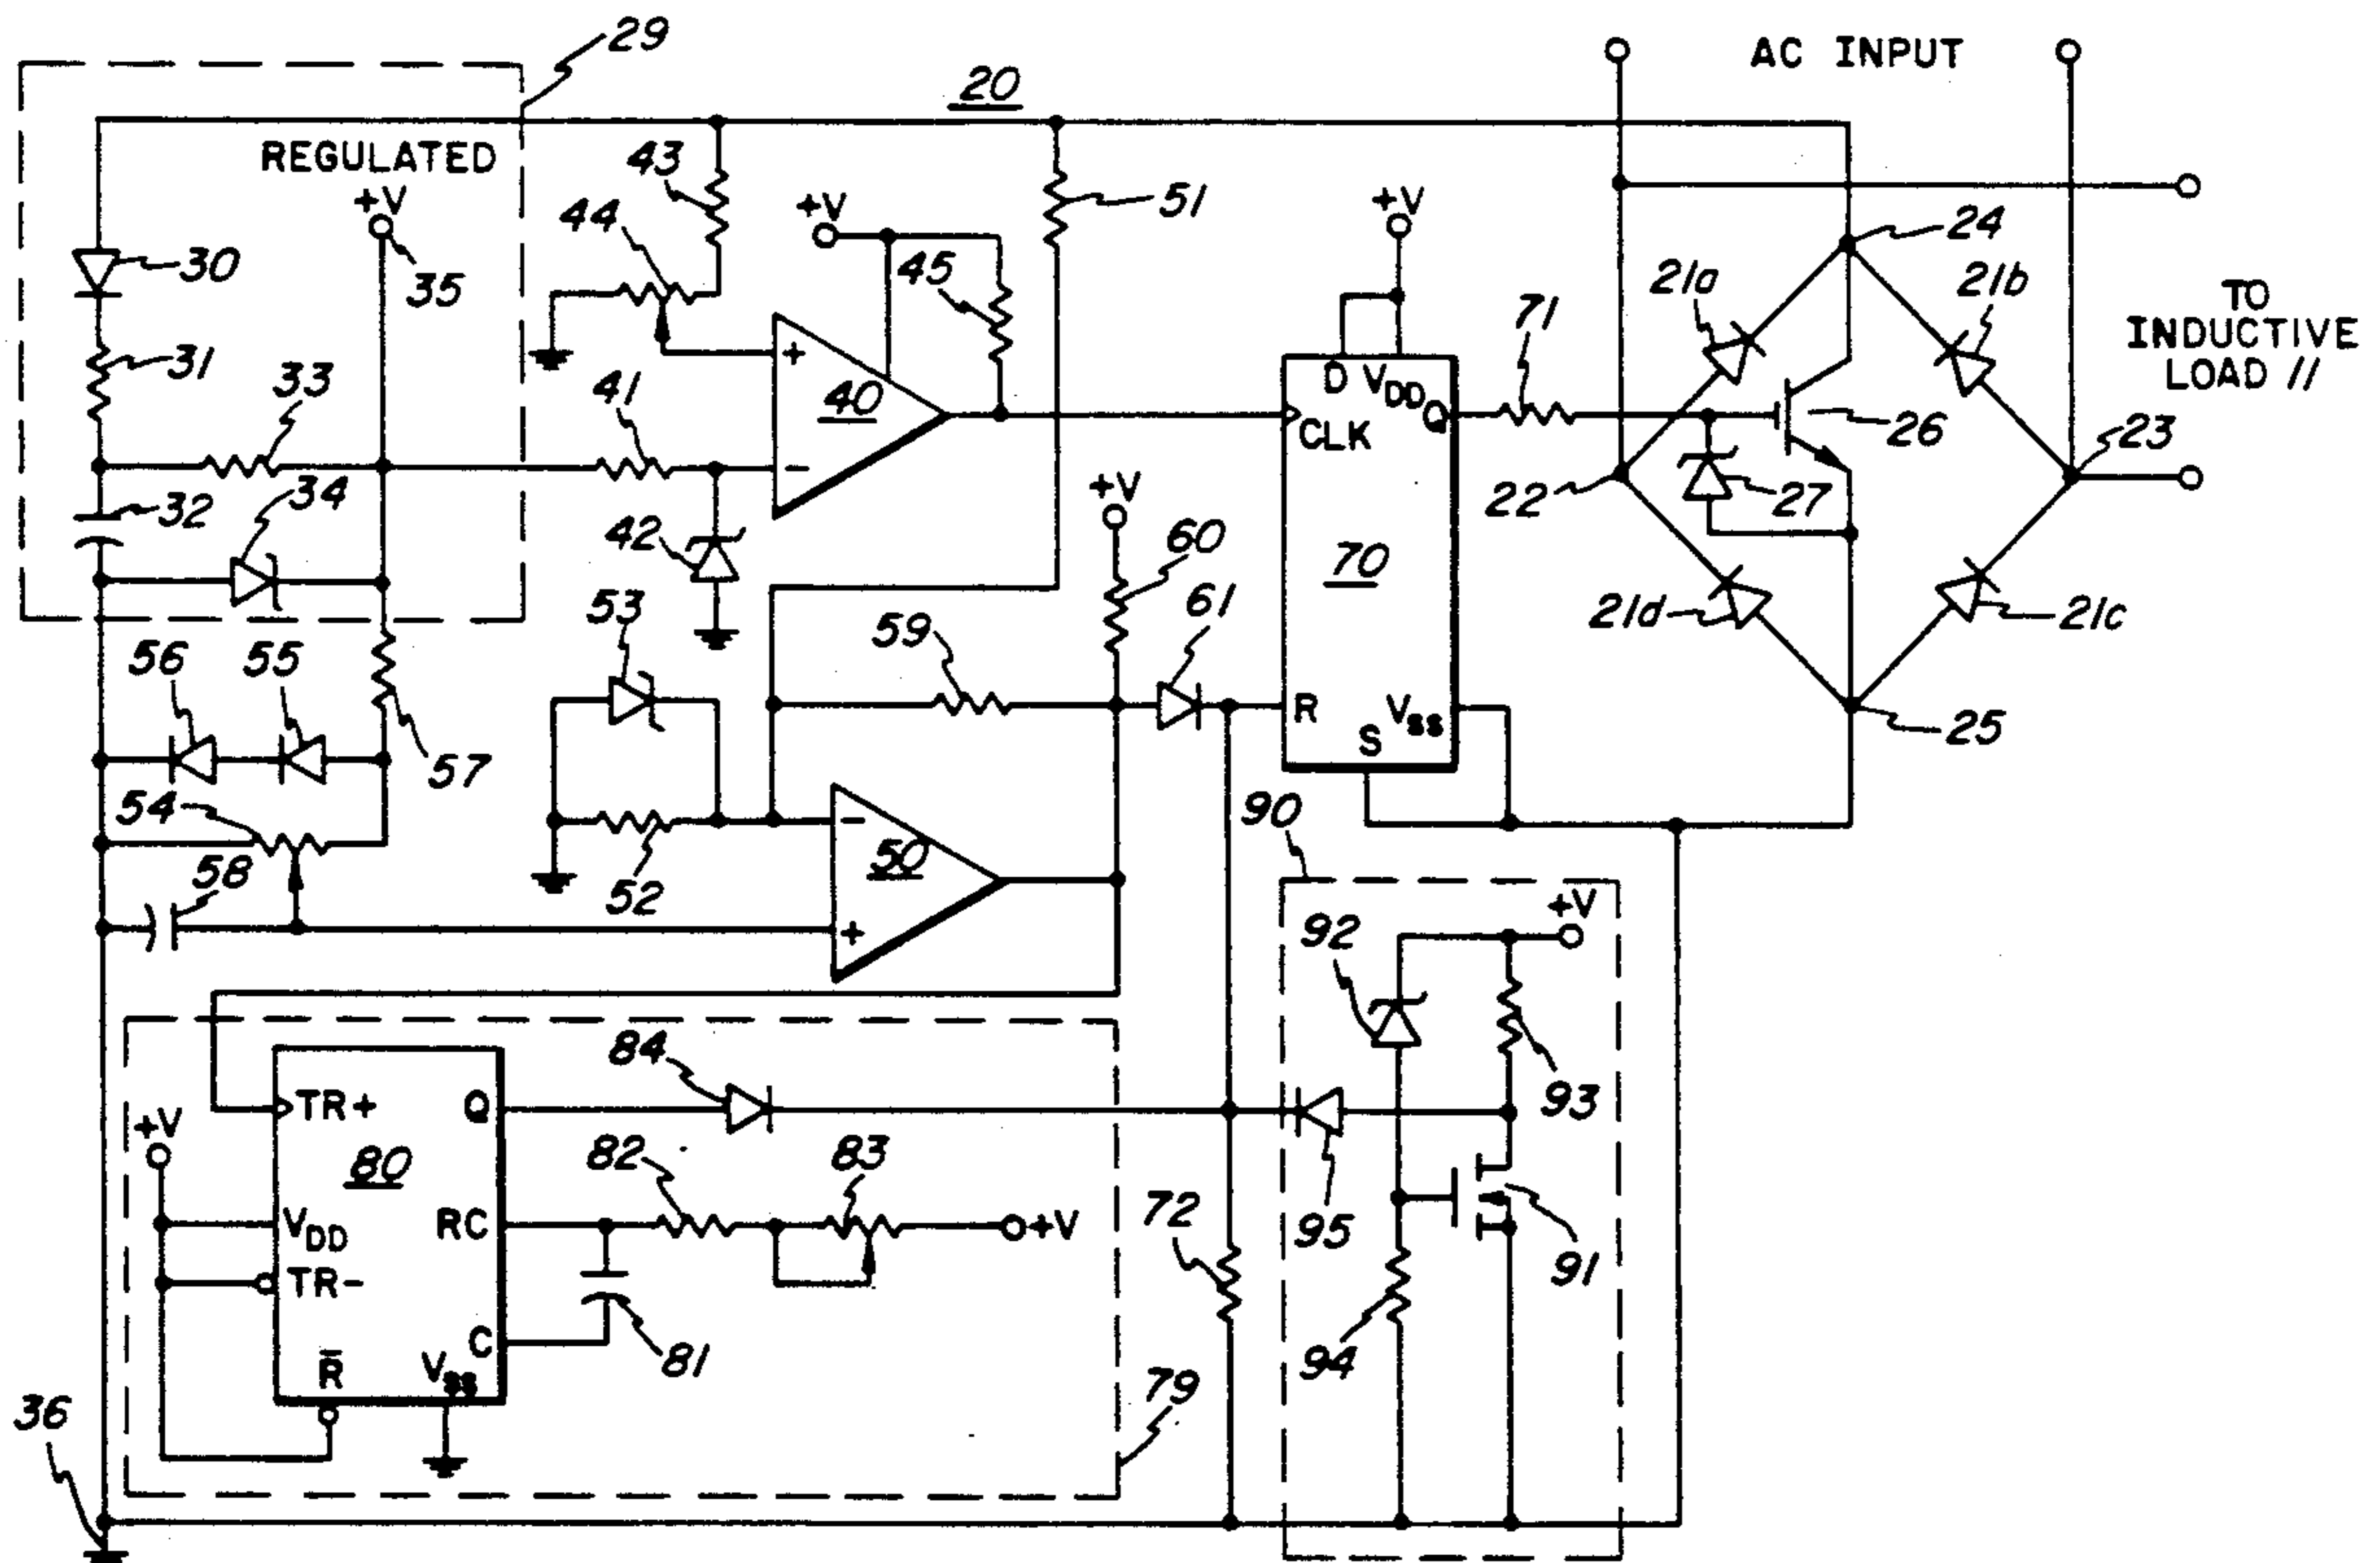 29
20
AC INPUT
REGULATED
+V
35
43
44
+V
45
51
+V
24
21a
21b
TO
INDUCTIVE
LOAD 11
30
31
33
41
+
40
−
71
D
VDD
Q
CLK
26
23
22
27
32
34
42
+V
60
61
70
21d
21c
53
59
56
55
57
R
S
VSS
25
54
58
52
−
50
+
90
92
+V
93
84
TR+
Q
+V
80
82
83
72
95
91
VDD
RC
+V
TR−
C
81
94
R̅
VSS
79
36